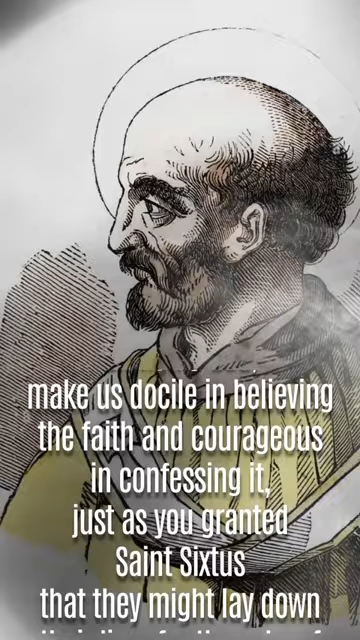 make us docile in believing
the faith and courageous
in confessing it,
just as you granted
Saint Sixtus
that they might lay down